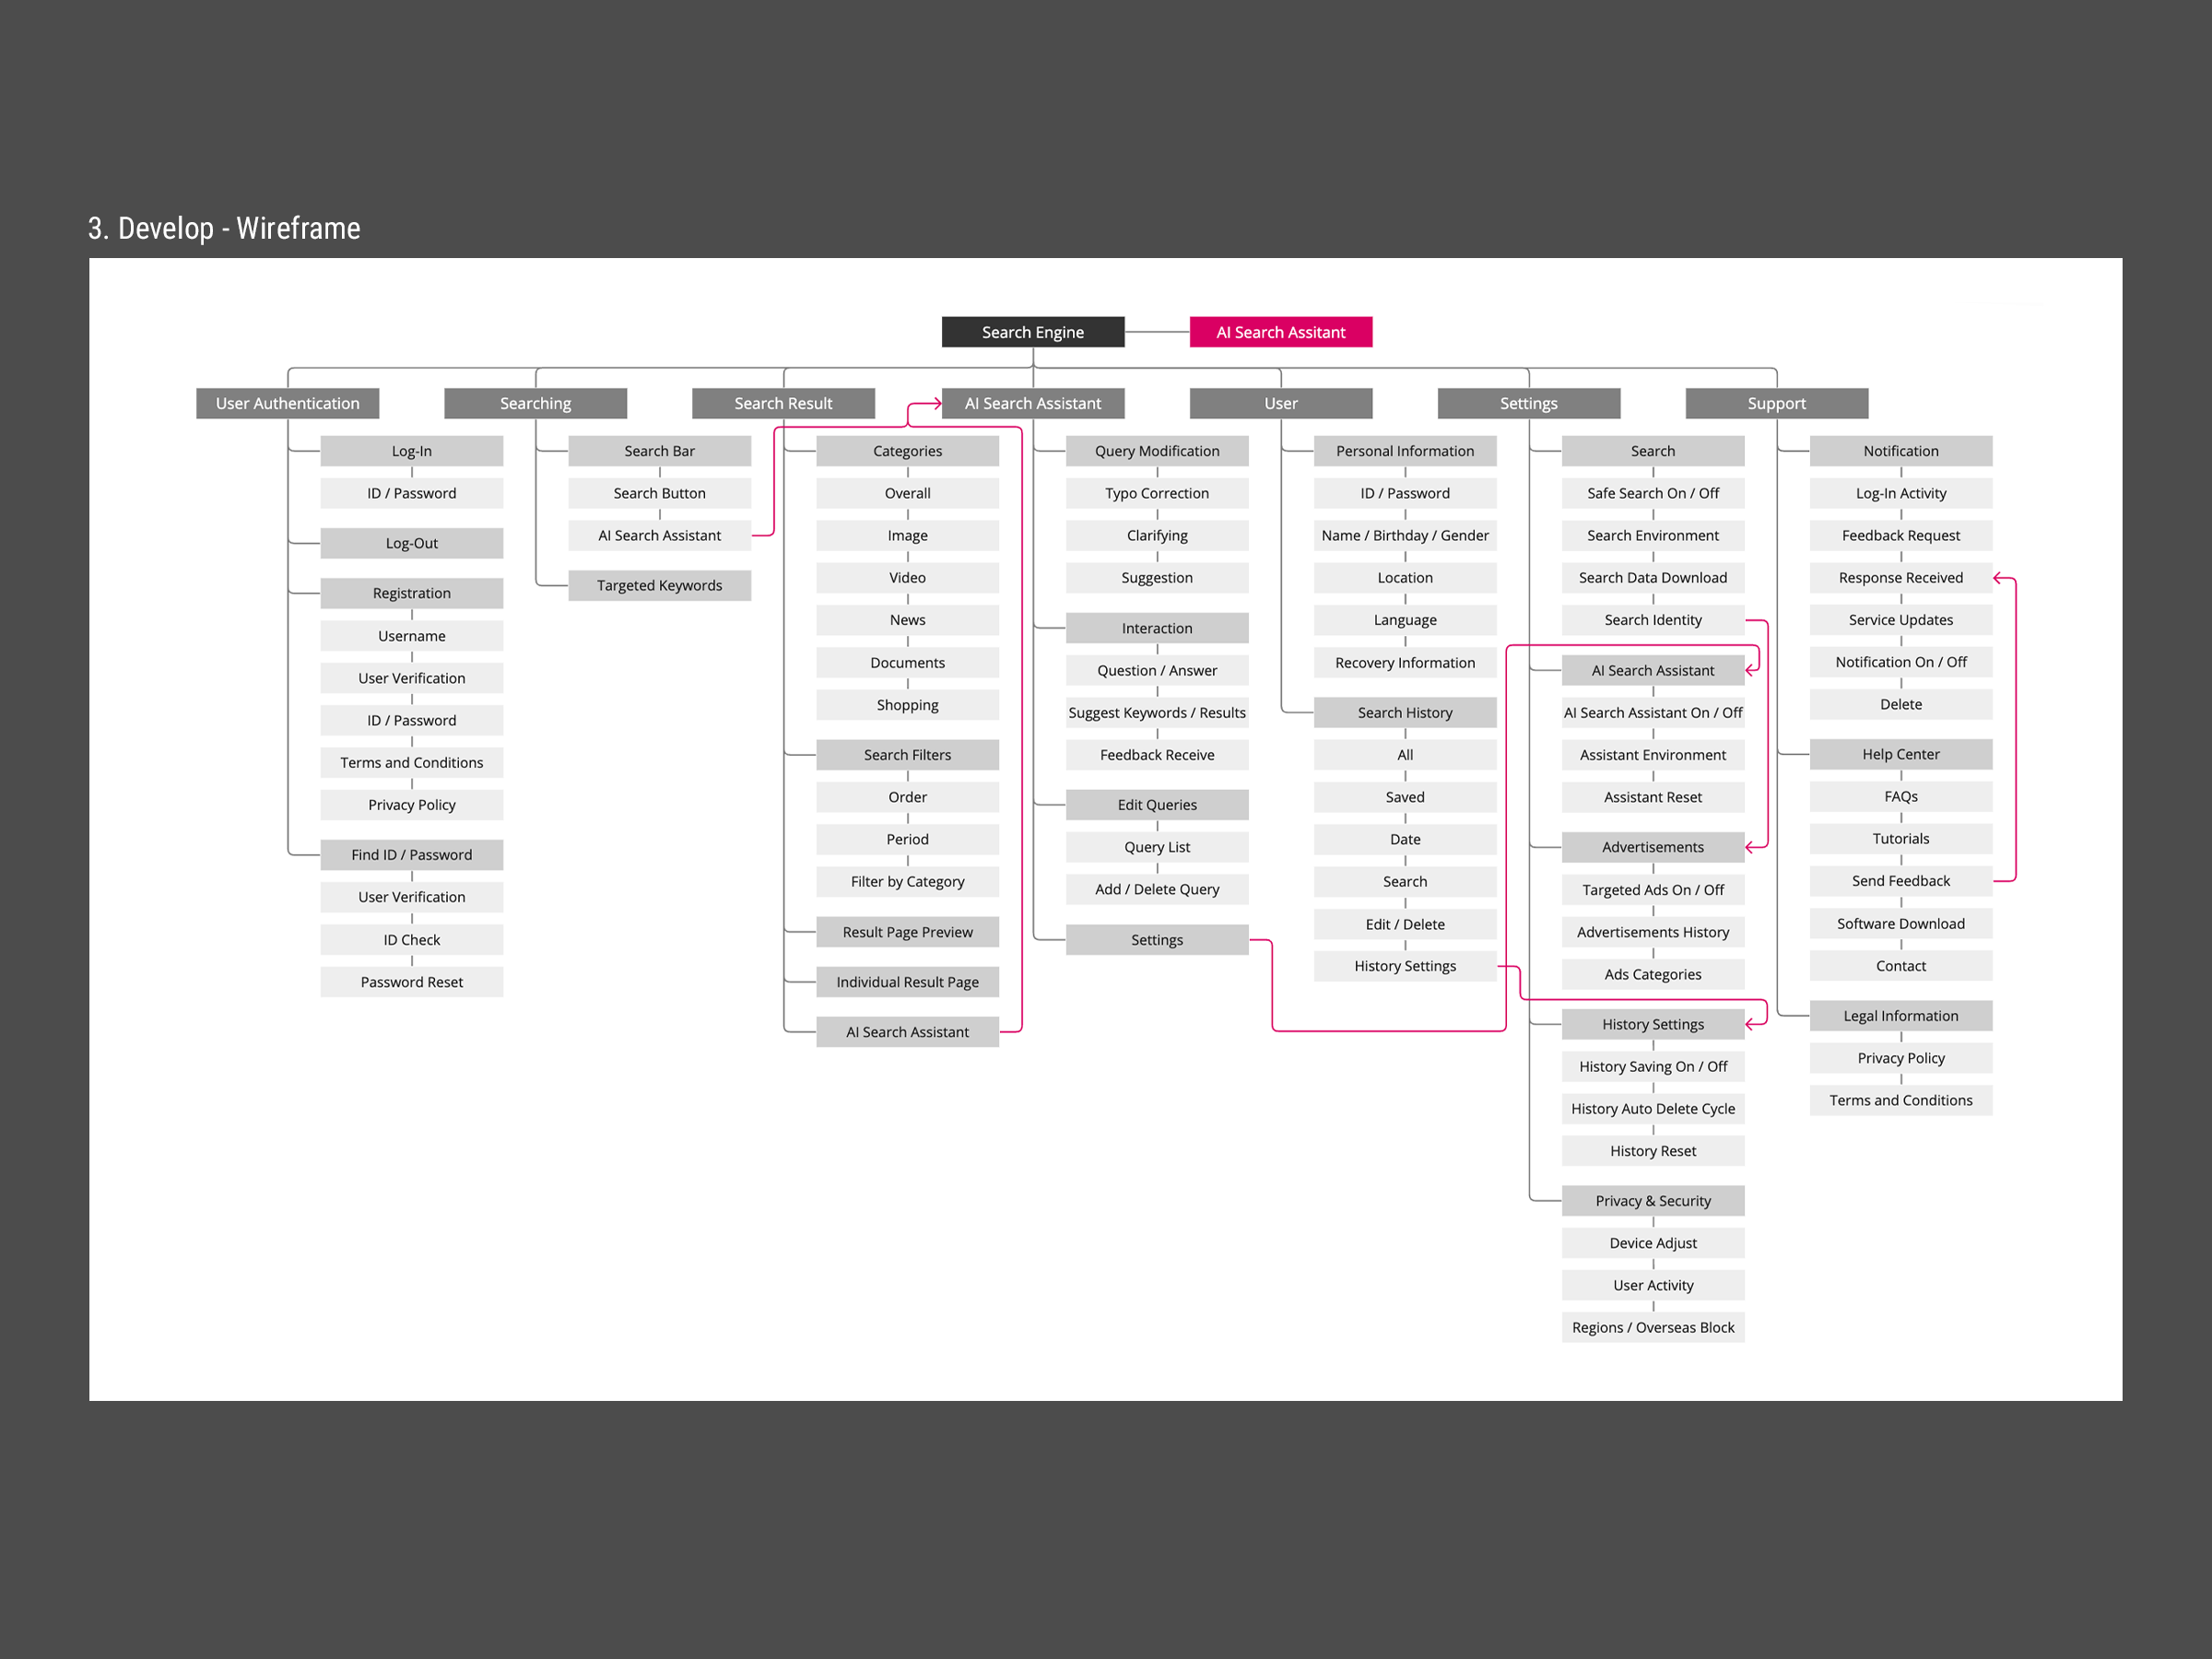 3. Develop - Wireframe
Search Engine
AI Search Assitant
User Authentication
Searching
Search Result
AI Search Assistant
User
Settings
Support
Log-In
ID / Password
Log-Out
Registration
Username
User Verification
ID / Password
Terms and Conditions
Privacy Policy
Find ID / Password
User Verification
ID Check
Password Reset
Search Bar
Search Button
AI Search Assistant
Targeted Keywords
Categories
Overall
Image
Video
News
Documents
Shopping
Search Filters
Order
Period
Filter by Category
Result Page Preview
Individual Result Page
AI Search Assistant
Query Modification
Typo Correction
Clarifying
Suggestion
Interaction
Question / Answer
Suggest Keywords / Results
Feedback Receive
Edit Queries
Query List
Add / Delete Query
Settings
Personal Information
ID / Password
Name / Birthday / Gender
Location
Language
Recovery Information
Search History
All
Saved
Date
Search
Edit / Delete
History Settings
Search
Safe Search On / Off
Search Environment
Search Data Download
Search Identity
AI Search Assistant
AI Search Assistant On / Off
Assistant Environment
Assistant Reset
Advertisements
Targeted Ads On / Off
Advertisements History
Ads Categories
History Settings
History Saving On / Off
History Auto Delete Cycle
History Reset
Privacy & Security
Device Adjust
User Activity
Regions / Overseas Block
Notification
Log-In Activity
Feedback Request
Response Received
Service Updates
Notification On / Off
Delete
Help Center
FAQs
Tutorials
Send Feedback
Software Download
Contact
Legal Information
Privacy Policy
Terms and Conditions